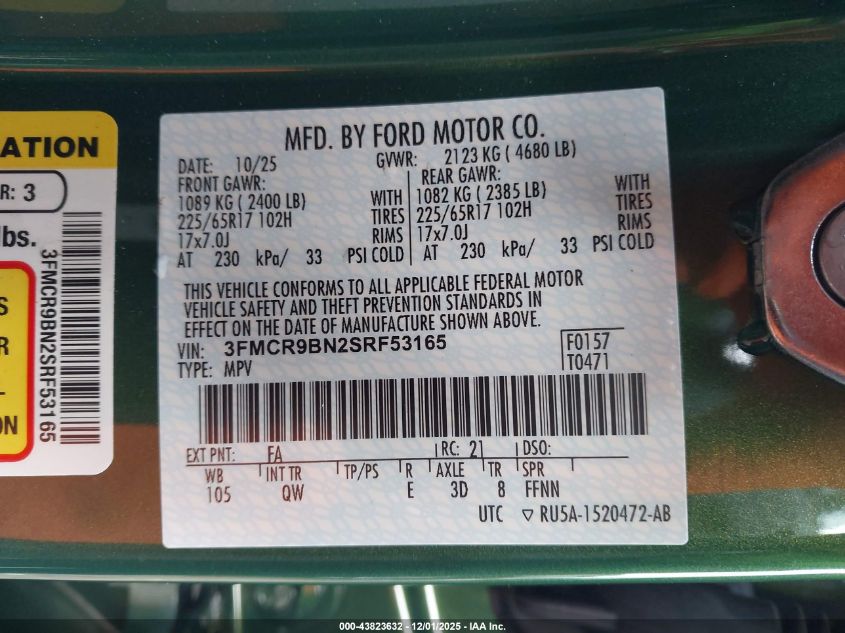 ATION
R: 3
lbs.
S
R
L
ON
3FMCR9BN2SRF53165
MFD. BY FORD MOTOR CO.
DATE: 10/25 GVWR: 2123 KG ( 4680 LB)
FRONT GAWR: REAR GAWR:
1089 KG ( 2400 LB) WITH 1082 KG ( 2385 LB) WITH
225/65R17 102H TIRES 225/65R17 102H TIRES
17x7.0J RIMS 17x7.0J RIMS
AT 230 kPa/ 33 PSI COLD AT 230 kPa/ 33 PSI COLD
THIS VEHICLE CONFORMS TO ALL APPLICABLE FEDERAL MOTOR
VEHICLE SAFETY AND THEFT PREVENTION STANDARDS IN
EFFECT ON THE DATE OF MANUFACTURE SHOWN ABOVE.
VIN: 3FMCR9BN2SRF53165 F0157
TYPE: MPV T0471
EXT PNT: FA RC: 21 DSO:
WB INT TR TP/PS R AXLE TR SPR
105 QW E 3D 8 FFNN
UTC ▽ RU5A-1520472-AB
000-43823632 - 12/01/2025 - IAA Inc.